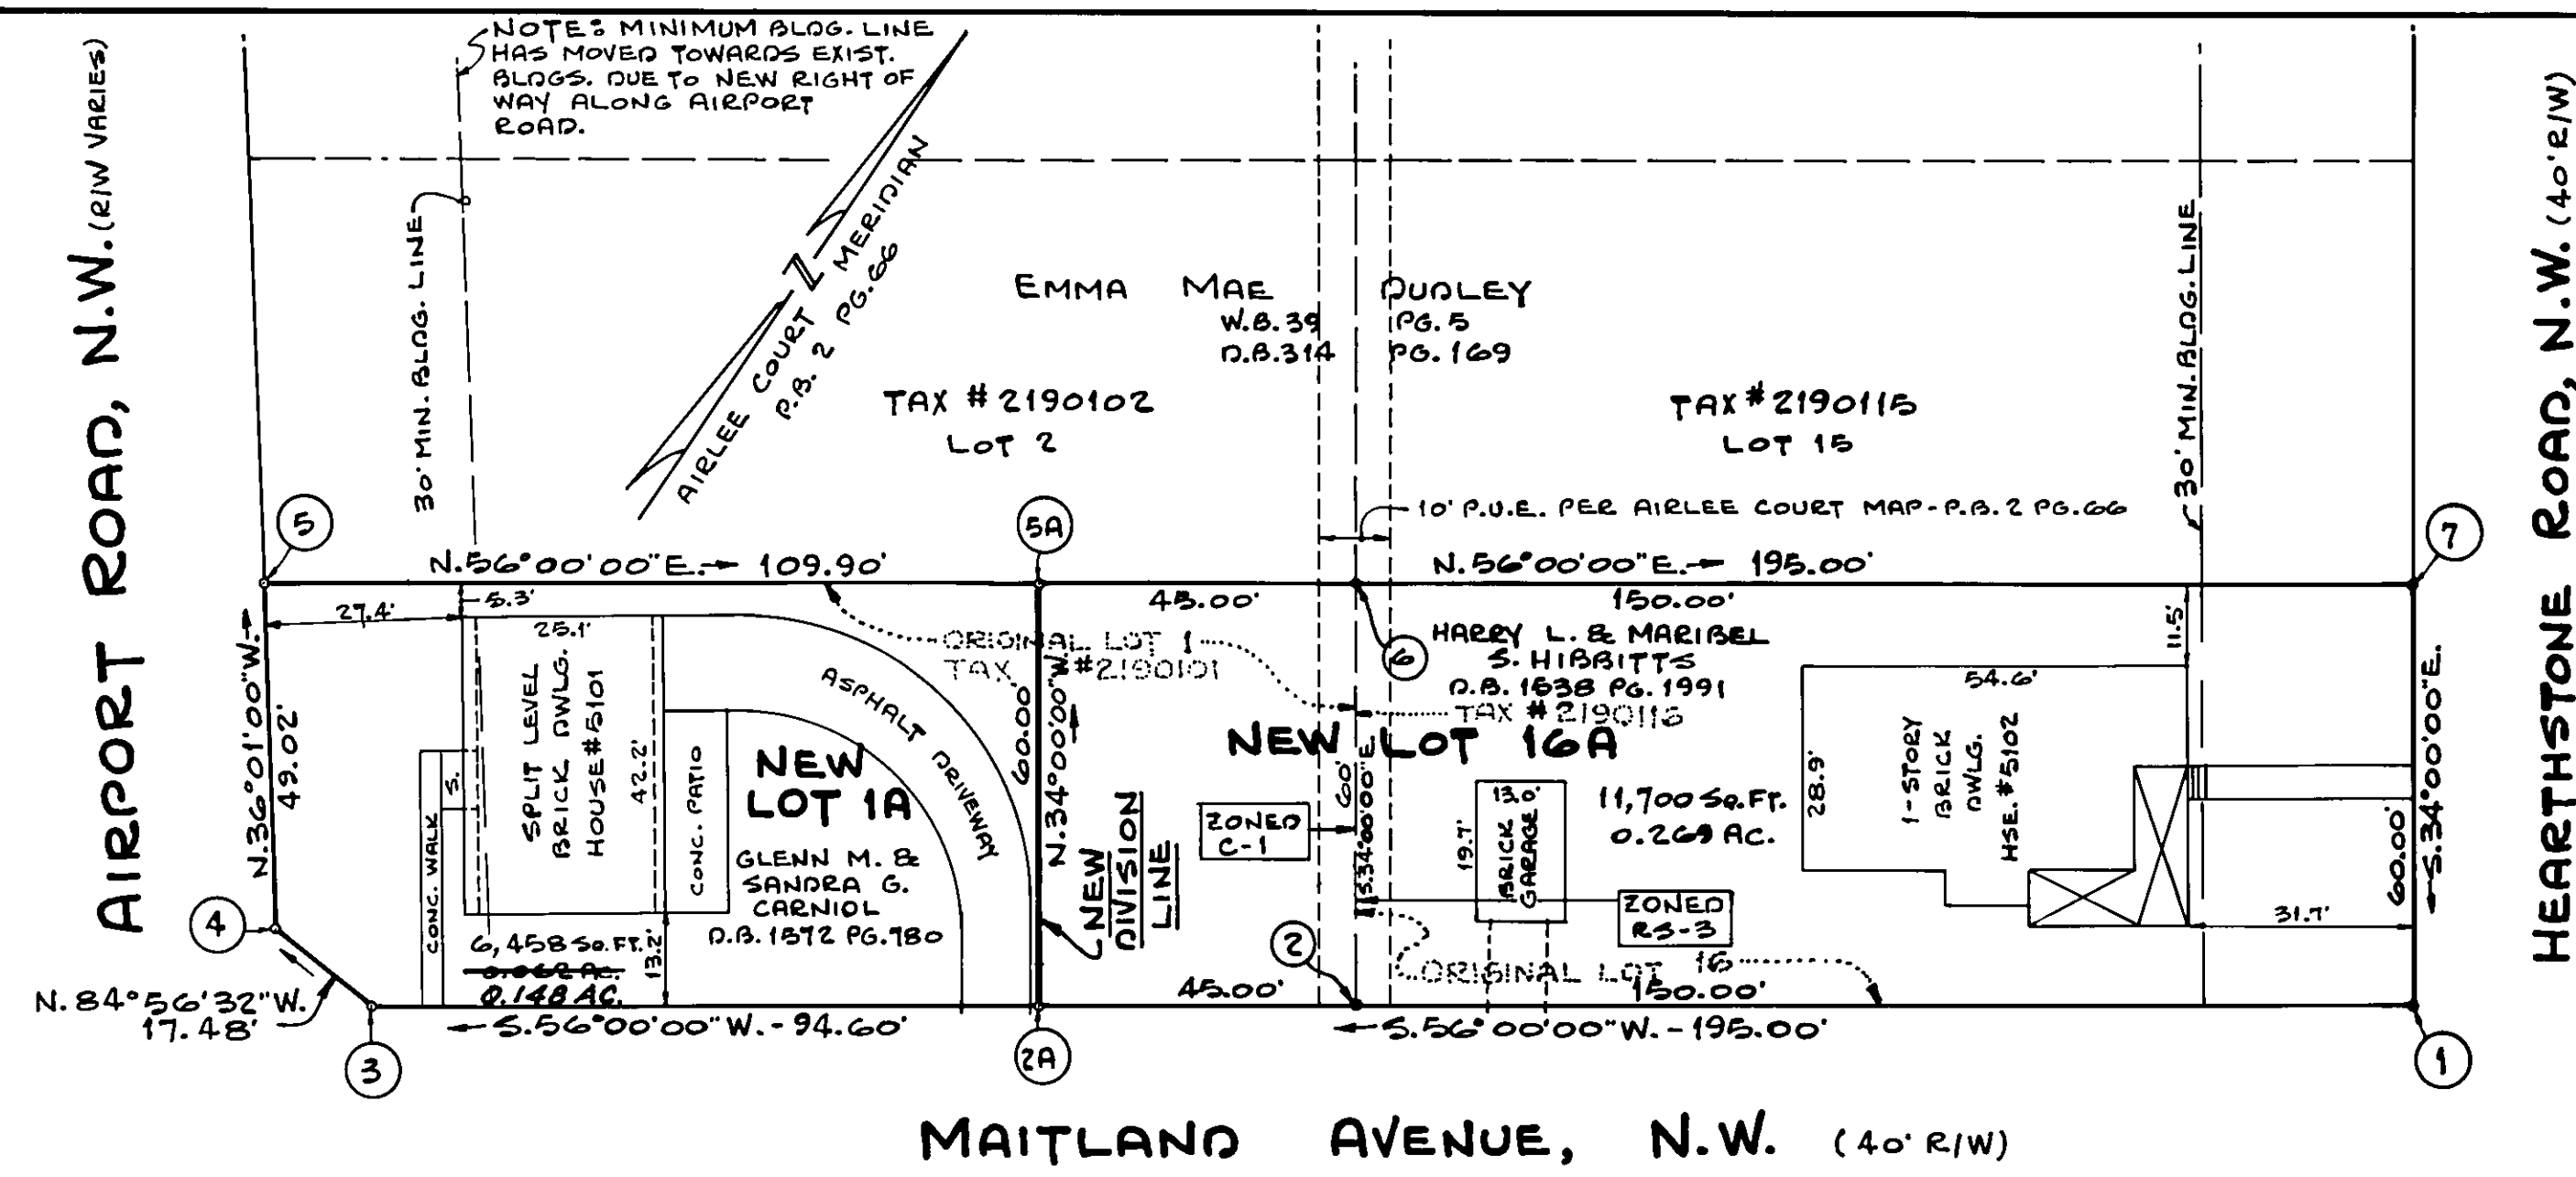 NOTE: MINIMUM BLDG. LINE
HAS MOVED TOWARDS EXIST.
BLDGS. DUE TO NEW RIGHT OF
WAY ALONG AIRPORT
ROAD.
AIRPORT ROAD, N.W. (R/W VARIES)
30' MIN. BLDG. LINE
N
AIRLEE COURT MERIDIAN
P.B. 2 PG. 66
EMMA MAE DUDLEY
W.B. 39 PG. 5
D.B. 314 PG. 169
TAX # 2190102
LOT 2
TAX # 2190115
LOT 15
30' MIN. BLDG. LINE
HEARTHSTONE ROAD, N.W. (40' R/W)
10' P.U.E. PER AIRLEE COURT MAP-P.B. 2 PG. 66
5
5A
7
N. 56° 00' 00" E. 109.90'
N. 56° 00' 00" E. 195.00'
27.4'
5.3'
25.1'
45.00'
150.00'
ORIGINAL LOT 1
TAX #2190101
HARRY L. & MARIBEL
S. HIBBITTS
D.B. 1538 PG. 1991
TAX # 2190116
6
11.5'
54.6'
N. 36° 01' 00" W.
49.02'
SPLIT LEVEL
BRICK DWLG.
HOUSE #5101
42.2'
CONC. PATIO
CONC. WALK
S.
ASPHALT DRIVEWAY
NEW
LOT 1A
GLENN M. &
SANDRA G.
CARNIOL
D.B. 1572 PG. 780
6,458 SQ. FT.
0.062 AC.
0.148 AC.
13.2'
60.00
N. 34° 00' 00" W.
NEW
DIVISION
LINE
NEW LOT 16A
60'
S. 34° 00' 00" E.
ZONED
C-1
13.0'
19.7'
BRICK
GARAGE
11,700 SQ. FT.
0.269 AC.
ZONED
RS-3
28.9'
1-STORY
BRICK
DWLG.
HSE. #5102
31.7'
60.00'
S. 34° 00' 00" E.
4
2
ORIGINAL LOT 16
45.00'
150.00'
N. 84° 56' 32" W.
17.48'
S. 56° 00' 00" W. - 94.60'
S. 56° 00' 00" W. - 195.00'
3
2A
1
MAITLAND AVENUE, N.W. (40' R/W)